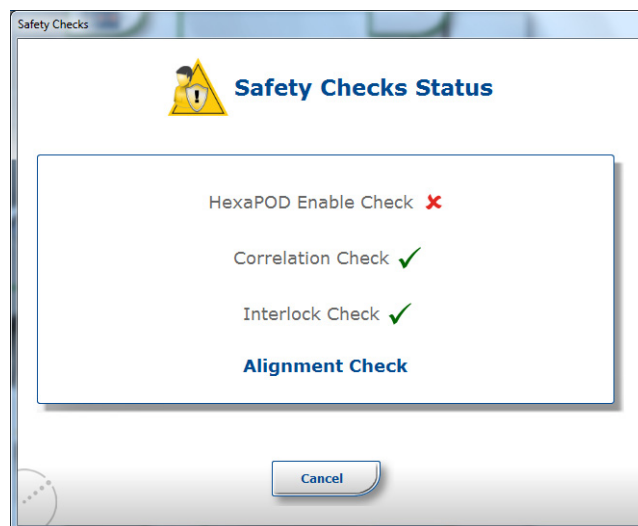 Safety Checks
Safety Checks Status
HexaPOD Enable Check
Correlation Check
Interlock Check
Alignment Check
Cancel